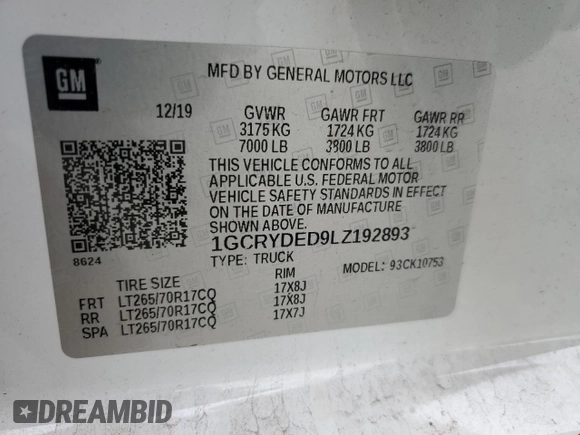 GM
MFD BY GENERAL MOTORS LLC
12/19 GVWR GAWR FRT GAWR RR
3175 KG 1724 KG 1724 KG
7000 LB 3800 LB 3800 LB
THIS VEHICLE CONFORMS TO ALL
APPLICABLE U.S. FEDERAL MOTOR
VEHICLE SAFETY STANDARDS IN EFFECT
ON THE DATE OF MANUFACTURE
SHOWN ABOVE.
8624 1GCRYDED9LZ192893
TYPE: TRUCK MODEL: 93CK10753
TIRE SIZE RIM
FRT LT265/70R17CQ 17X8J
RR LT265/70R17CQ 17X8J
SPA LT265/70R17CQ 17X7J
DREAMBID